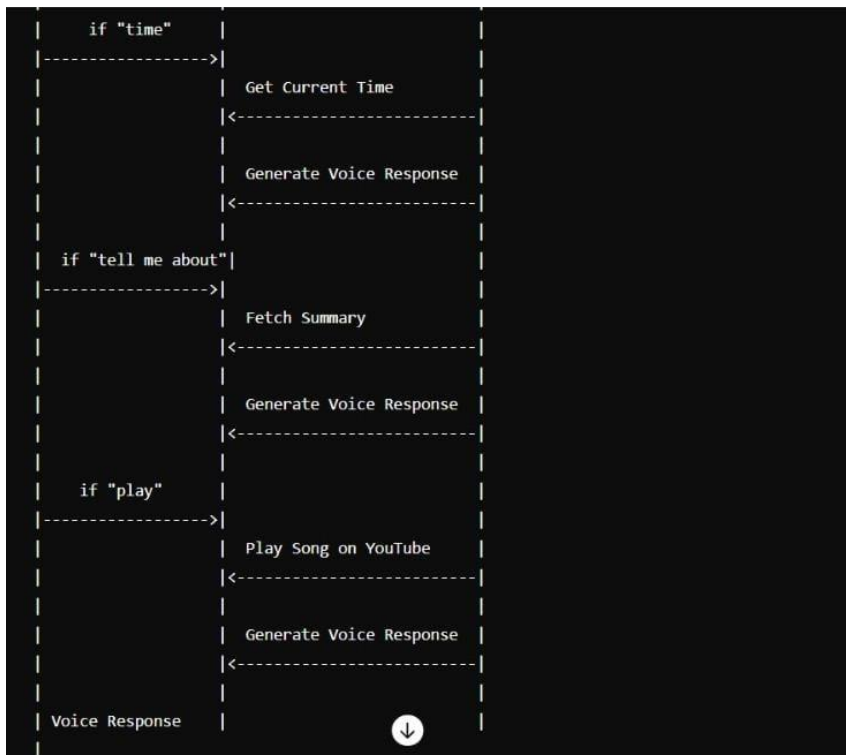 if "time"
Get Current Time
Generate Voice Response
if "tell me about"
Fetch Summary
Generate Voice Response
if "play"
Play Song on YouTube
Generate Voice Response
Voice Response